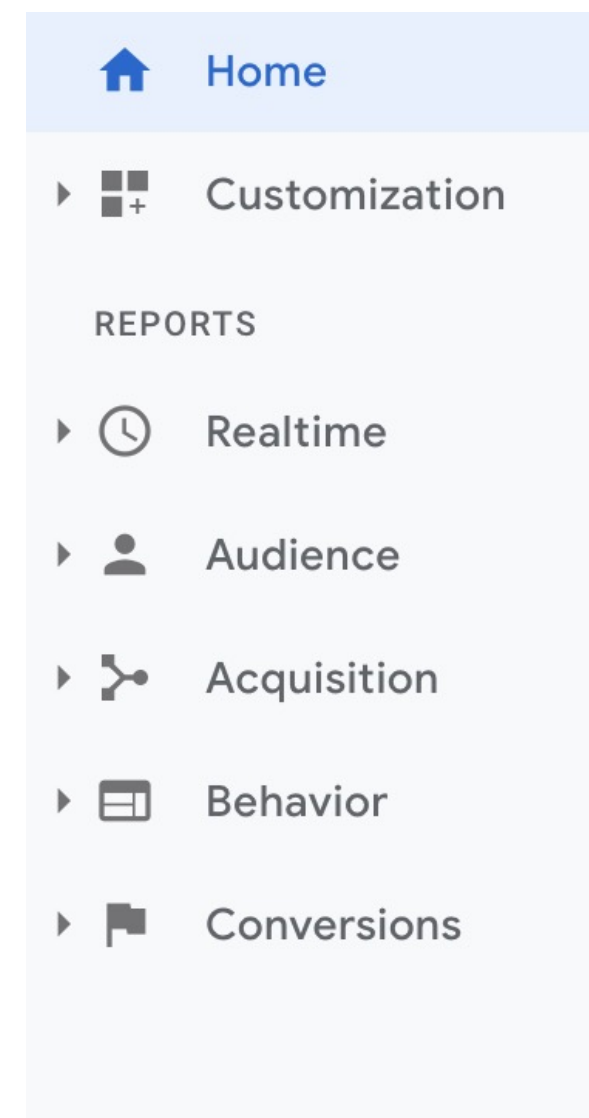 Home
Customization
REPORTS
Realtime
Audience
Acquisition
Behavior
Conversions